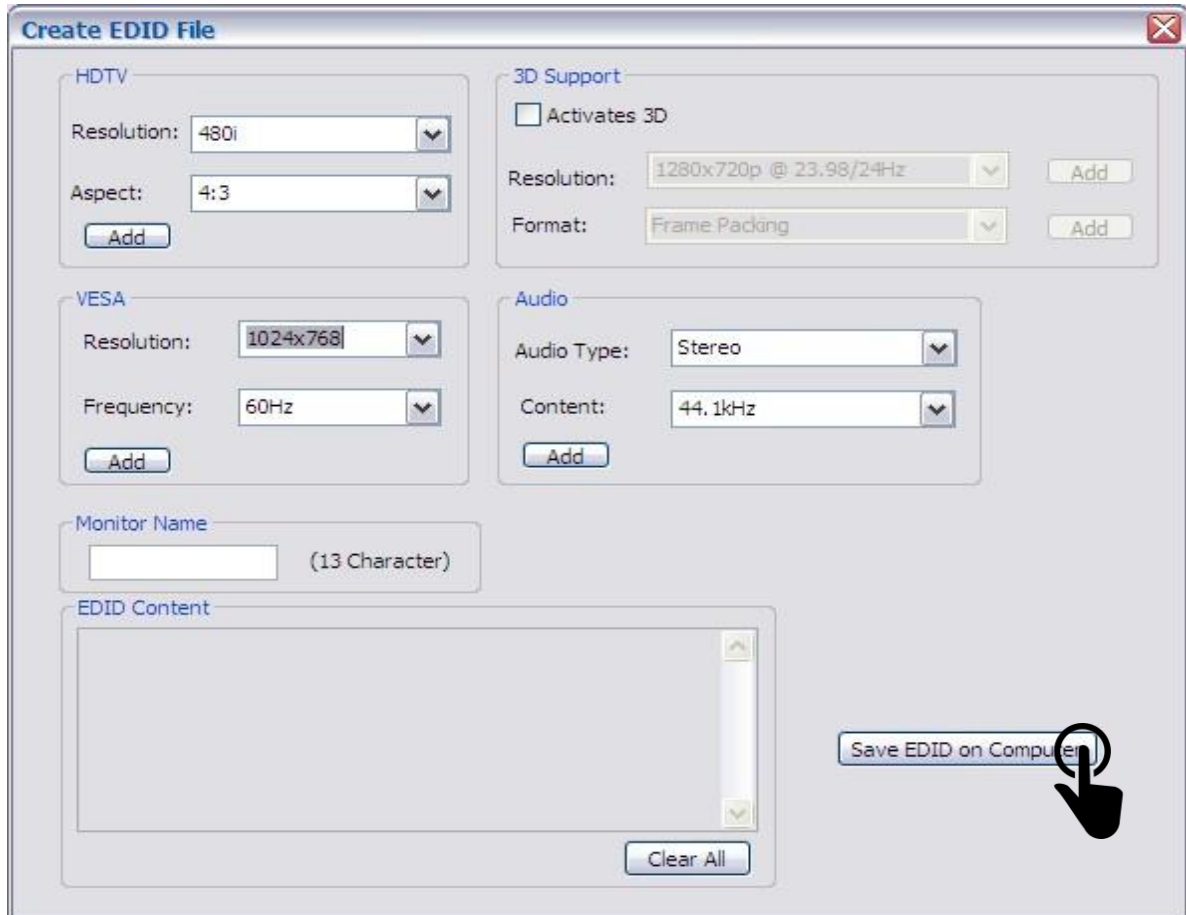 Create EDID File
HDTV
Resolution: 480i
Aspect: 4:3
Add
3D Support
Activates 3D
Resolution: 1280x720p @ 23.98/24Hz Add
Format: Frame Packing Add
VESA
Resolution: 1024x768
Frequency: 60Hz
Add
Audio
Audio Type: Stereo
Content: 44.1kHz
Add
Monitor Name
(13 Character)
EDID Content
Save EDID on Computer
Clear All